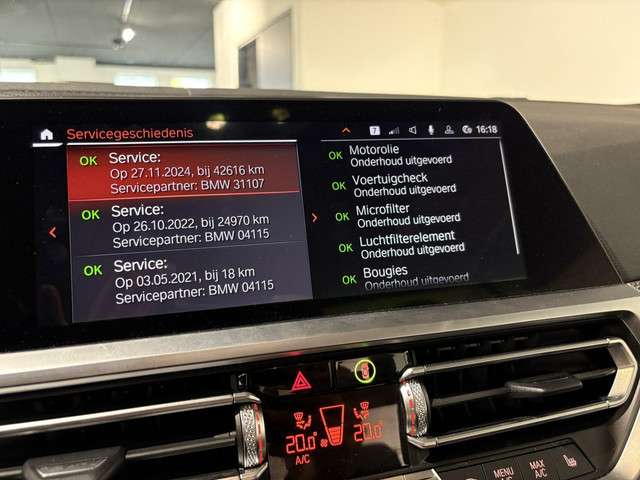 Servicegeschiedenis
7
16:18
OK Service:
Op 27.11.2024, bij 42616 km
Servicepartner: BMW 31107
OK Service:
Op 26.10.2022, bij 24970 km
Servicepartner: BMW 04115
OK Service:
Op 03.05.2021, bij 18 km
Servicepartner: BMW 04115
OK Motorolie
Onderhoud uitgevoerd
OK Voertuigcheck
Onderhoud uitgevoerd
OK Microfilter
Onderhoud uitgevoerd
OK Luchtfilterelement
Onderhoud uitgevoerd
OK Bougies
Onderhoud uitgevoerd
20.0 20.0
A/C
MENU
A/C
MAX
A/C